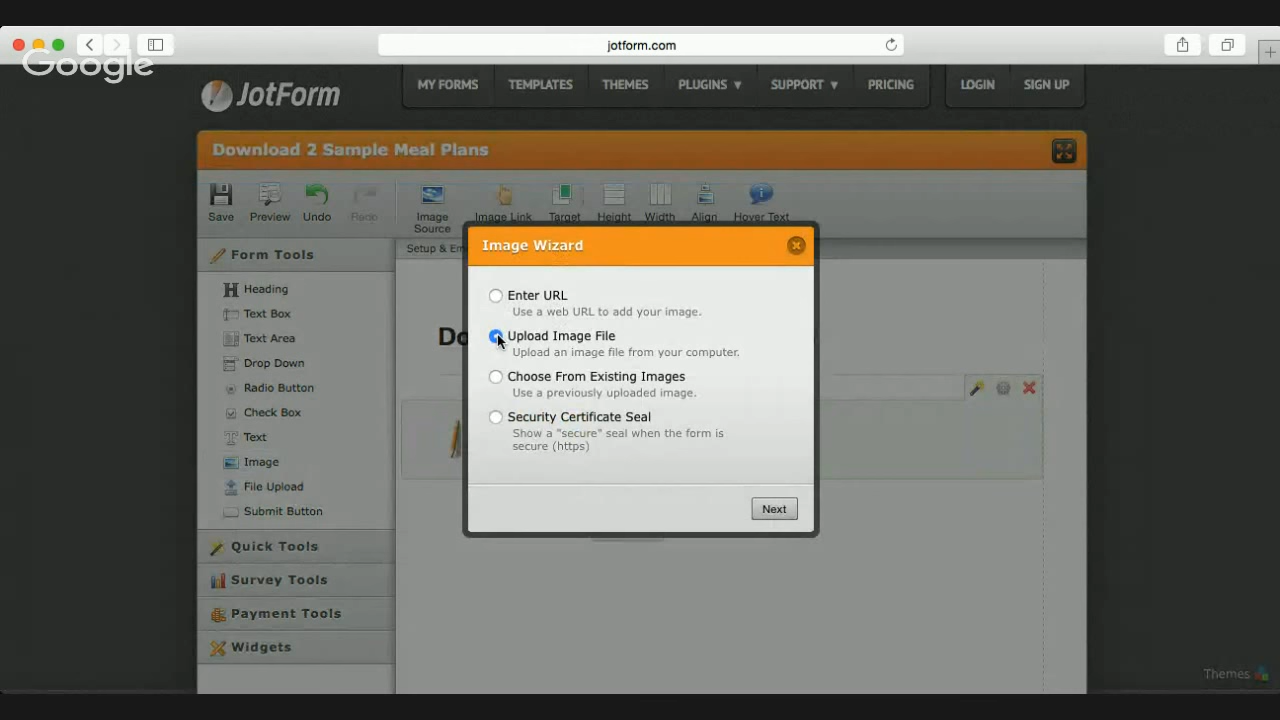 jotform.com
Google
JotForm
MY FORMS
TEMPLATES
THEMES
PLUGINS ▼
SUPPORT ▼
PRICING
LOGIN
SIGN UP
Download 2 Sample Meal Plans
Save
Preview
Undo
Redo
Image
Source
Image Link
Target
Height
Width
Align
Hover Text
Form Tools
Heading
Text Box
Text Area
Drop Down
Radio Button
Check Box
Text
Image
File Upload
Submit Button
Quick Tools
Survey Tools
Payment Tools
Widgets
Setup & Em
Do
Image Wizard
Enter URL
Use a web URL to add your image.
Upload Image File
Upload an image file from your computer.
Choose From Existing Images
Use a previously uploaded image.
Security Certificate Seal
Show a "secure" seal when the form is
secure (https)
Next
Themes